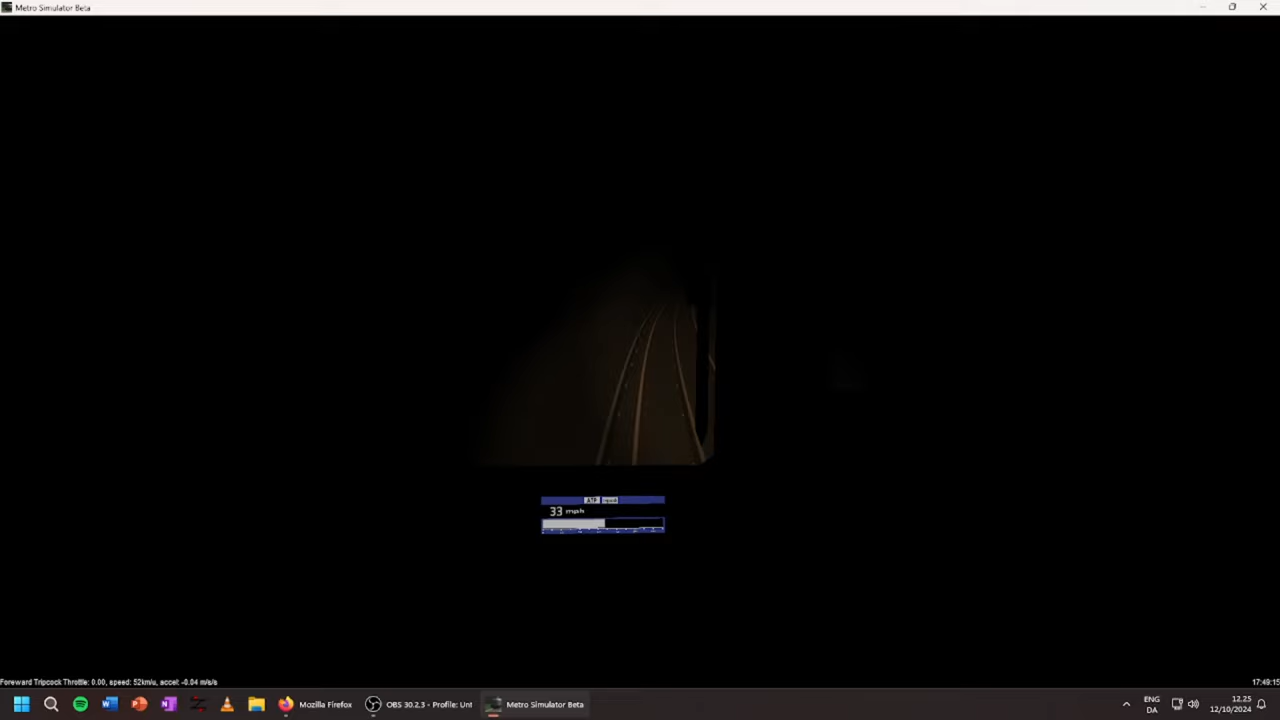 Metro Simulator Beta
33 mph
Foreward Tripcock Throttle: 0.00, speed: 52km/u, accel: -0.04 m/s/s
17:49:15
Mozilla Firefox
OBS 30.2.3 - Profile: Unt
Metro Simulator Beta
ENG
DA
12.25
12/10/2024